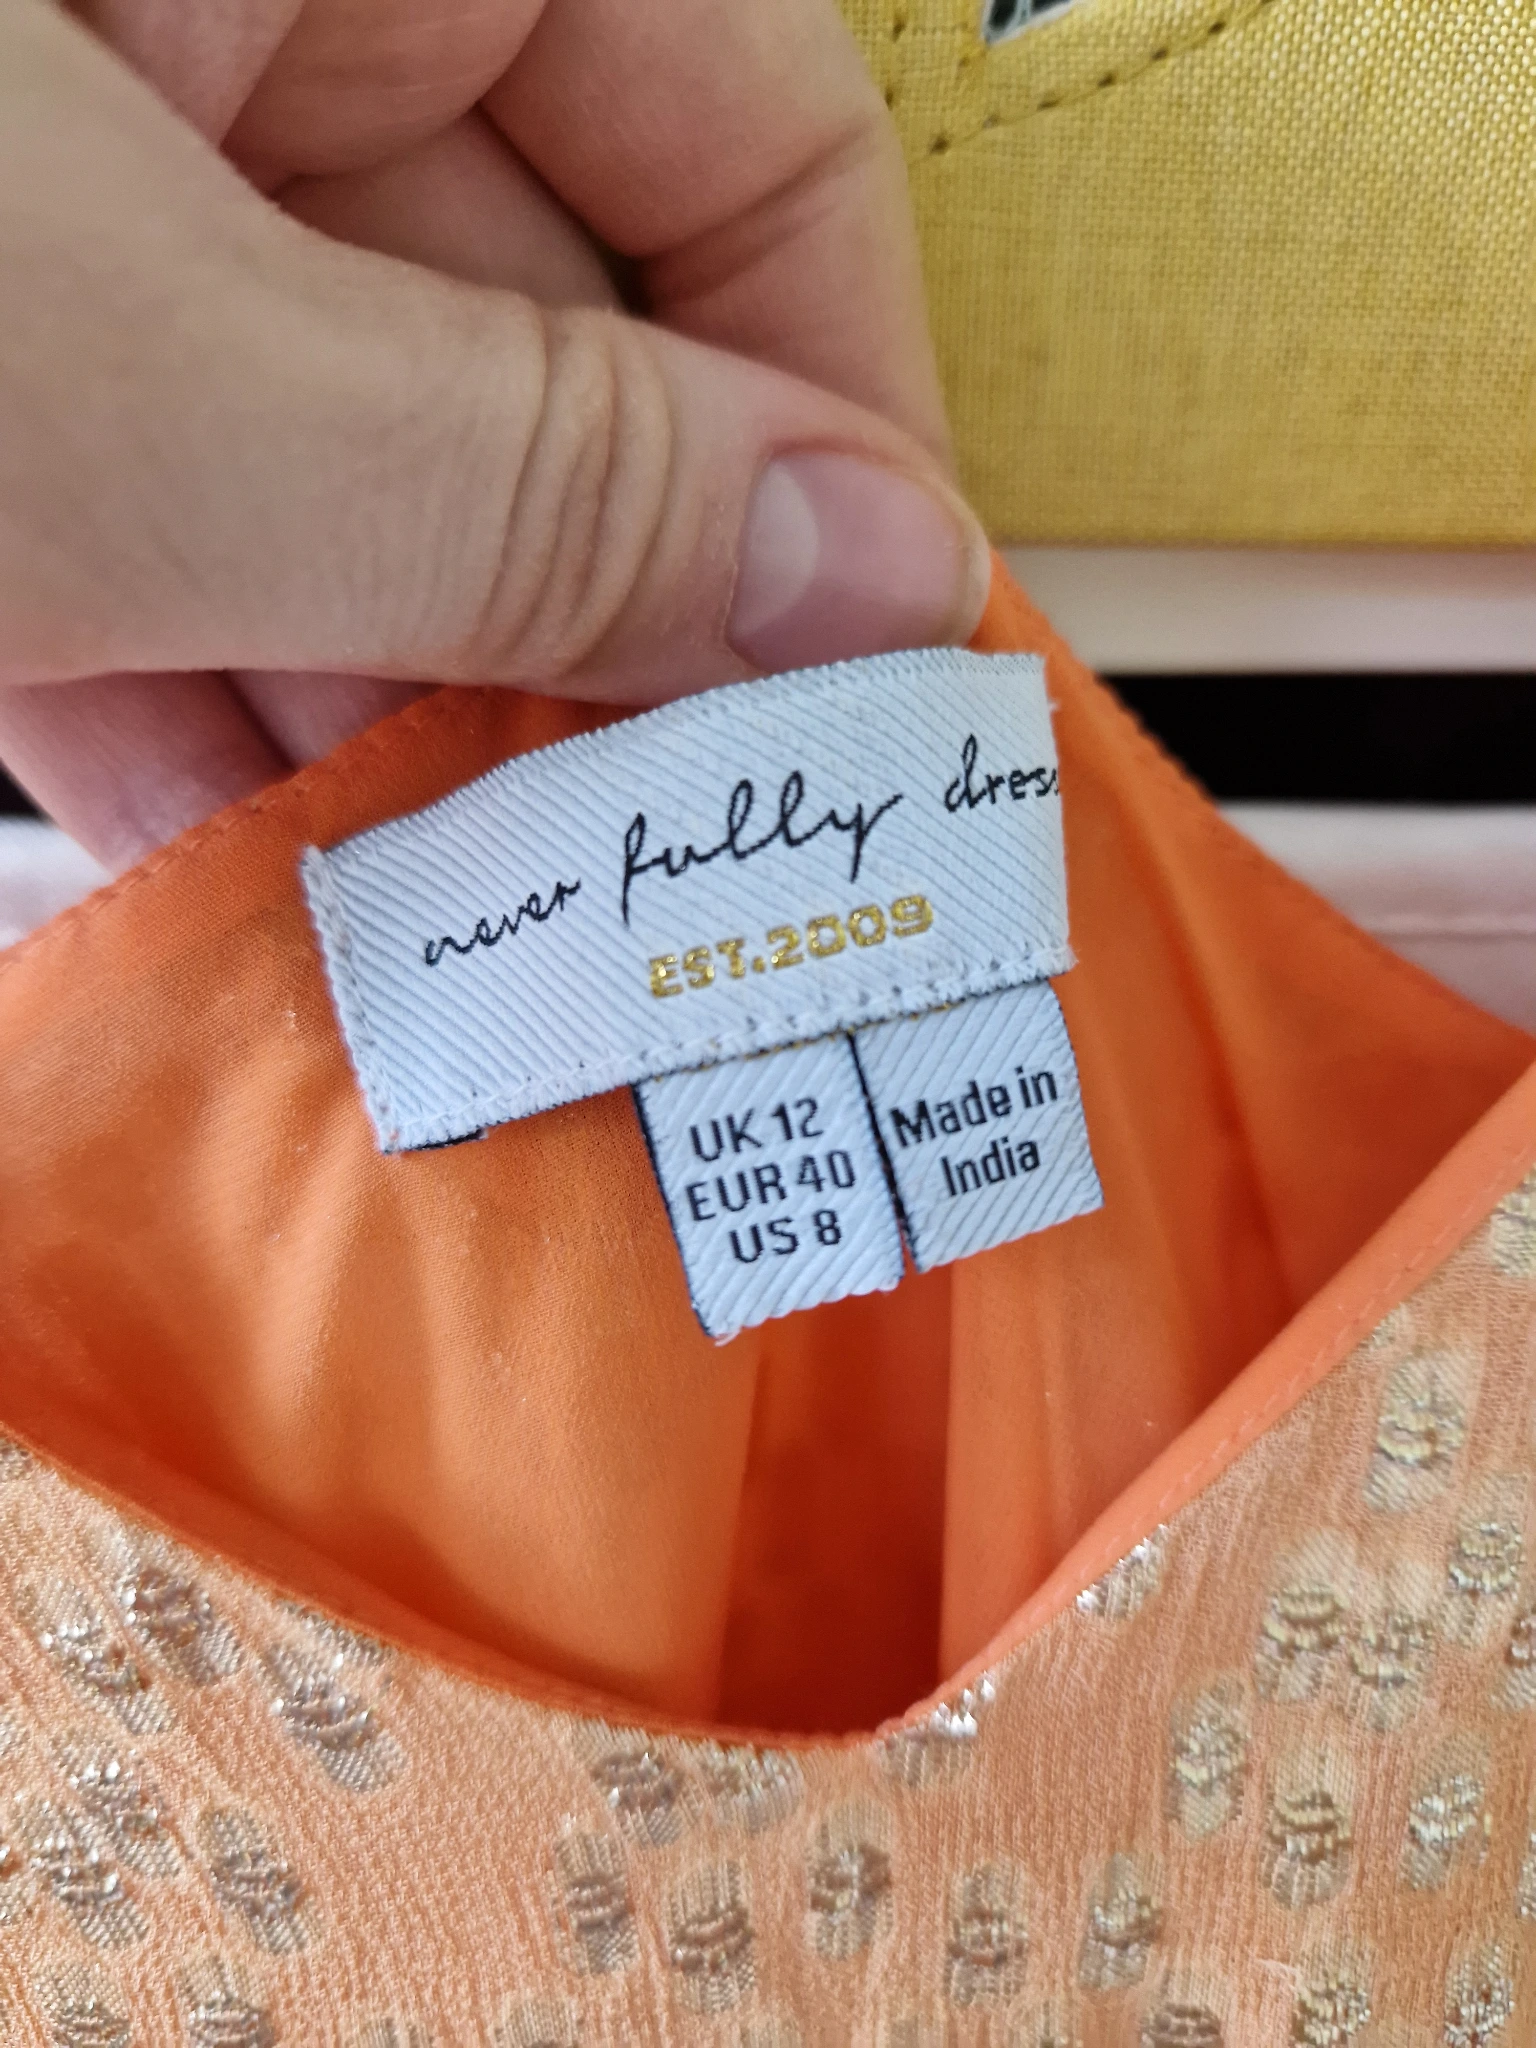 never fully dress
EST.2009
UK 12
EUR 40
US 8
Made in
India